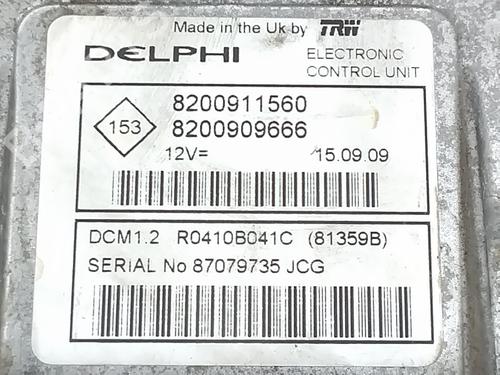 Made in the Uk by TRW
DELPHI
ELECTRONIC
CONTROL UNIT
153
8200911560
8200909666
12V= 15.09.09
DCM1.2 R0410B041C (81359B)
SERIAL No 87079735 JCG